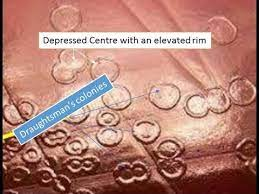 Depressed Centre with an elevated rim
Draughtsman's colonies